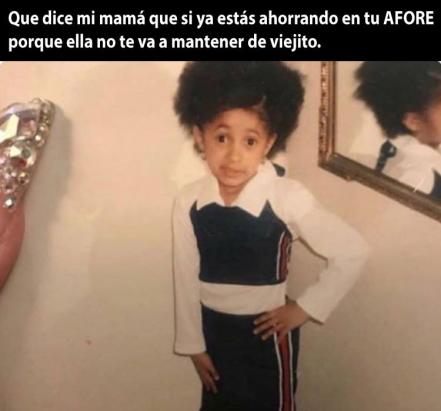 Que dice mi mamá que si ya estás ahorrando en tu AFORE
porque ella no te va a mantener de viejito.